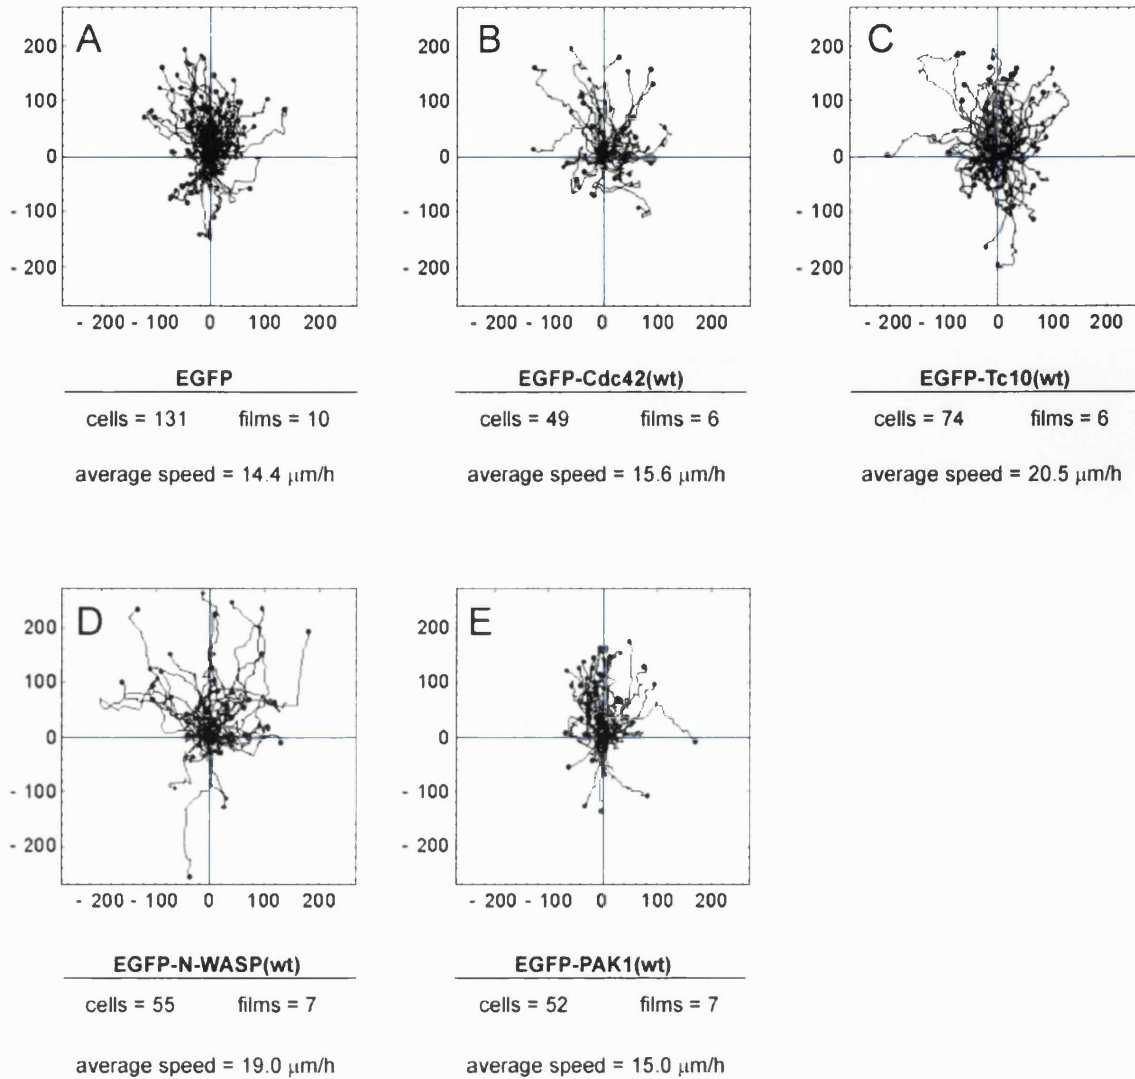 A
200
100
0
- 100
- 200
- 200 - 100 0 100 200
EGFP
cells = 131 films = 10
average speed = 14.4 μm/h
B
200
100
0
- 100
- 200
- 200 - 100 0 100 200
EGFP-Cdc42(wt)
cells = 49 films = 6
average speed = 15.6 μm/h
C
200
100
0
- 100
- 200
- 200 - 100 0 100 200
EGFP-Tc10(wt)
cells = 74 films = 6
average speed = 20.5 μm/h
D
200
100
0
- 100
- 200
- 200 - 100 0 100 200
EGFP-N-WASP(wt)
cells = 55 films = 7
average speed = 19.0 μm/h
E
200
100
0
- 100
- 200
- 200 - 100 0 100 200
EGFP-PAK1(wt)
cells = 52 films = 7
average speed = 15.0 μm/h